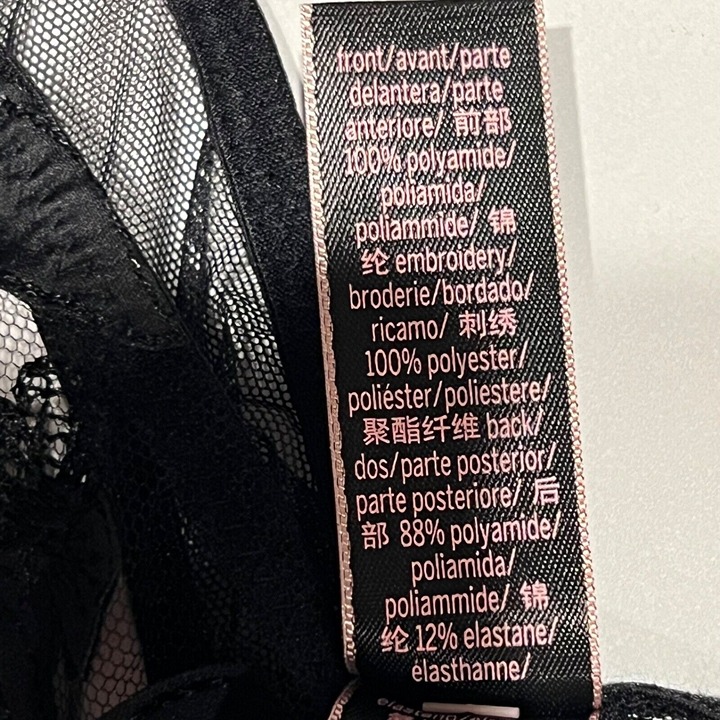 front/avant/parte
delantera/parte
anteriore/ 前部
100% polyamide/
poliamida/
poliammide/ 锦
纶 embroidery/
broderie/bordado/
ricamo/ 刺绣
100% polyester/
poliéster/poliestere/
聚酯纤维 back/
dos/parte posterior/
parte posteriore/ 后
部 88% polyamide/
poliamida/
poliammide/ 锦
纶 12% elastane/
élasthanne/